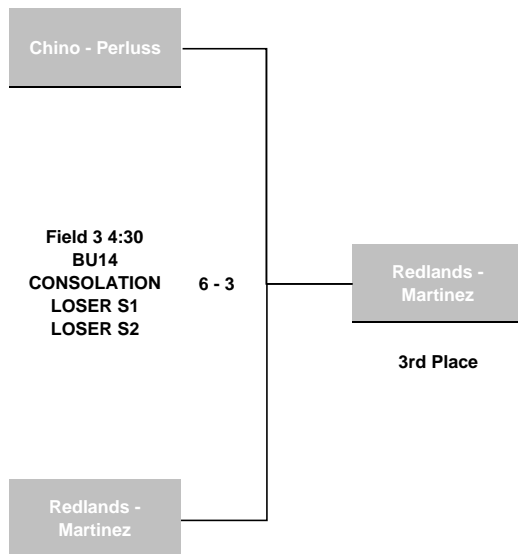 Chino - Perluss
Field 3 4:30
BU14
CONSOLATION
LOSER S1
LOSER S2
6 - 3
Redlands -
Martinez
3rd Place
Redlands -
Martinez